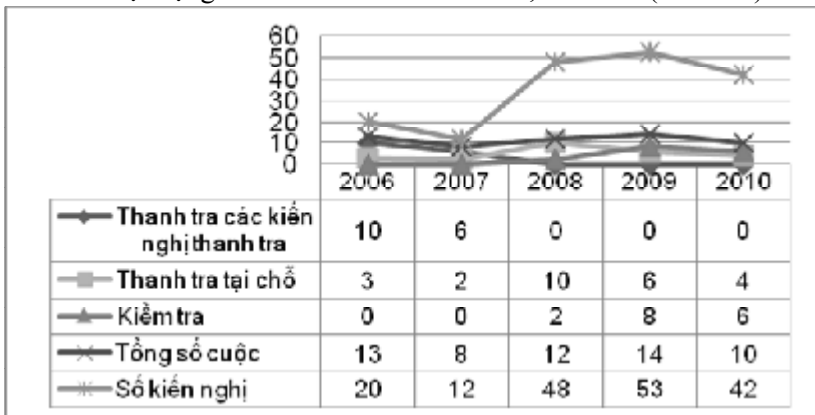 60
50
40
30
20
10
0
2006 2007 2008 2009 2010
Thanh tra các kiến
nghị thanh tra 10 6 0 0 0
Thanh tra tại chỗ 3 2 10 6 4
Kiểm tra 0 0 2 8 6
Tổng số cuộc 13 8 12 14 10
Số kiến nghị 20 12 48 53 42